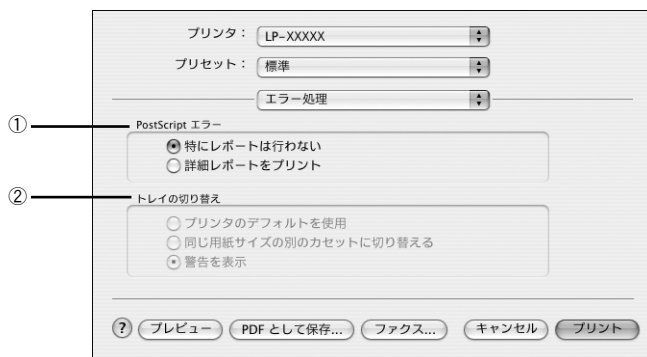 プリンタ： LP-XXXXX
プリセット： 標準
エラー処理
① PostScript エラー
特にレポートは行わない
詳細レポートをプリント
② トレイの切り替え
プリンタのデフォルトを使用
同じ用紙サイズの別のカセットに切り替える
警告を表示
? プレビュー PDF として保存... ファクス... キャンセル プリント